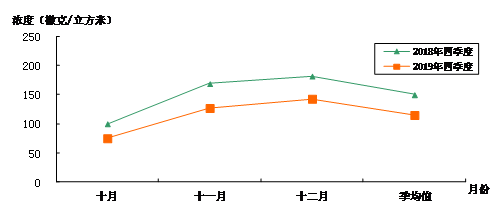 浓度（微克/立方米）
250
200
150
100
50
0
2018年四季度
2019年四季度
十月 十一月 十二月 季均值
月份